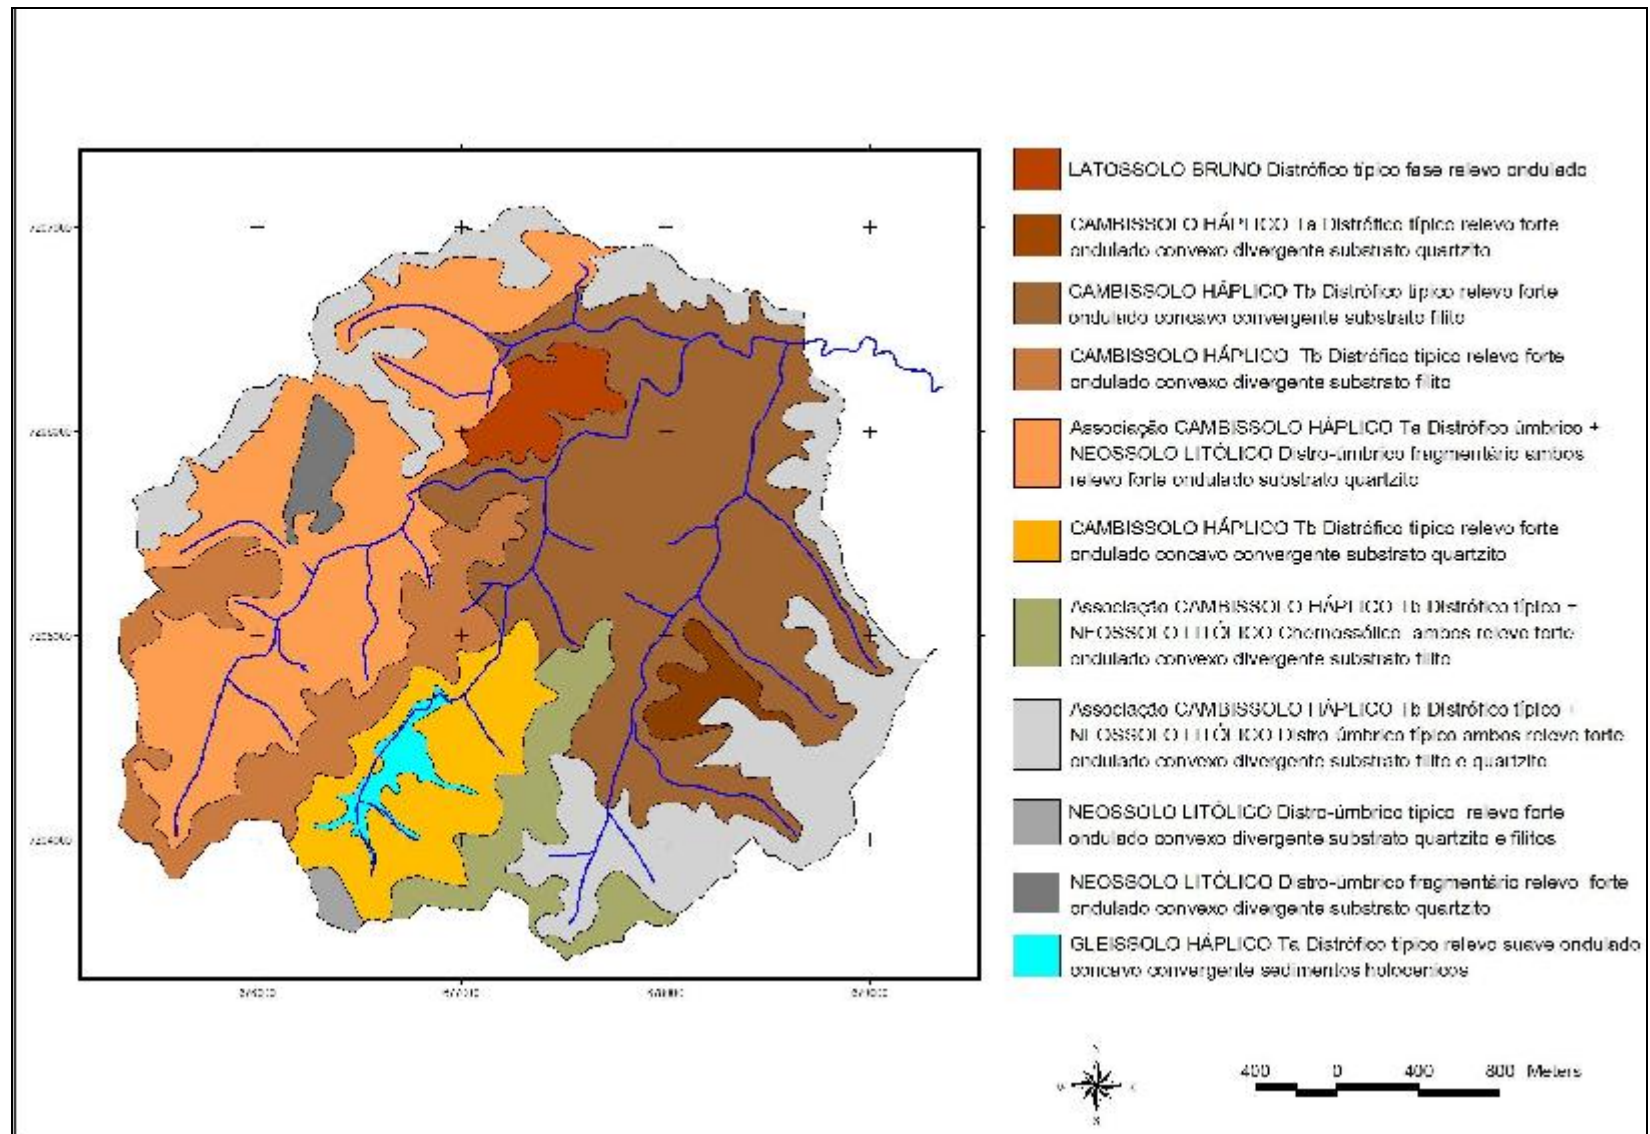 LATOSSOLO BRUNO Distrófico típico fase relevo ondulado
CAMBISSOLO HÁPLICO Ta Distrófico típico relevo forte
ondulado convexo divergente substrato quartzito
CAMBISSOLO HÁPLICO Tb Distrófico típico relevo forte
ondulado concavo convergente substrato filito
CAMBISSOLO HÁPLICO Tb Distrófico típico relevo forte
ondulado convexo divergente substrato filito
Associação CAMBISSOLO HÁPLICO Ta Distrófico úmbrico +
NEOSSOLO LITÓLICO Distro-úmbrico fragmentário ambos
relevo forte ondulado substrato quartzito
CAMBISSOLO HÁPLICO Tb Distrófico típico relevo forte
ondulado concavo convergente substrato quartzito
Associação CAMBISSOLO HÁPLICO Tb Distrófico típico +
NEOSSOLO LITÓLICO Chernossólico ambos relevo forte
ondulado convexo divergente substrato filito
Associação CAMBISSOLO HÁPLICO Tb Distrófico típico +
NEOSSOLO LITÓLICO Distro-úmbrico típico ambos relevo forte
ondulado convexo divergente substrato filito e quartzito
NEOSSOLO LITÓLICO Distro-úmbrico típico relevo forte
ondulado convexo divergente substrato quartzito e filitos
NEOSSOLO LITÓLICO Distro-úmbrico fragmentário relevo forte
ondulado convexo divergente substrato quartzito
GLEISSOLO HÁPLICO Ta Distrófico típico relevo suave ondulado
concavo convergente sedimentos holocenicos
400 0 400 800 Meters